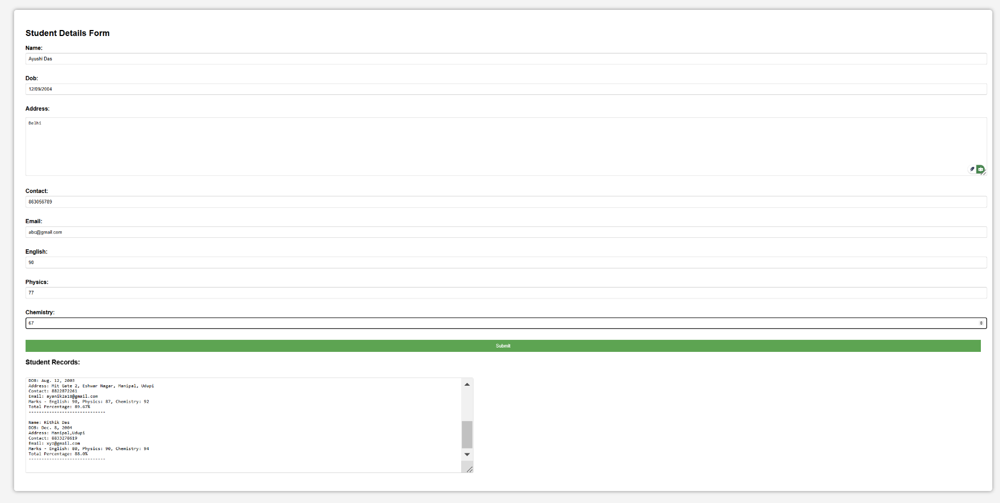 Student Details Form
Name:
Ayushi Das
Dob:
12/09/2004
Address:
Delhi
Contact:
863056789
Email:
abc@gmail.com
English:
90
Physics:
77
Chemistry:
67
Submit
Student Records:
DOB: Aug. 12, 2003
Address: Mit Gate 2, Eshwar Nagar, Manipal, Udupi
Contact: 8822872261
Email: ayanik2a18@gmail.com
Marks - English: 90, Physics: 87, Chemistry: 92
Total Percentage: 89.67%
------------------------------
Name: Rithik Das
DOB: Dec. 8, 2004
Address: Manipal,Udupi
Contact: 8833278619
Email: xyz@gmail.com
Marks - English: 80, Physics: 90, Chemistry: 94
Total Percentage: 88.0%
------------------------------